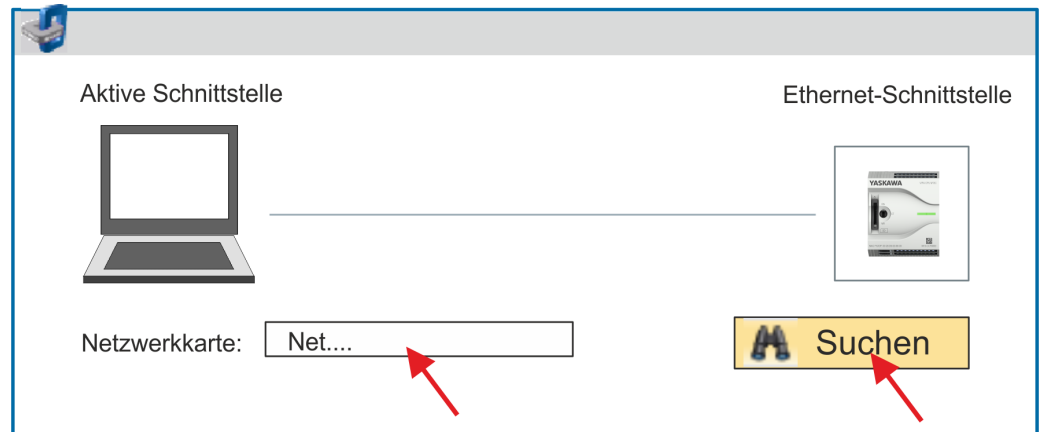 Aktive Schnittstelle
Ethernet-Schnittstelle
YASKAWA
Netzwerkkarte:
Net....
Suchen